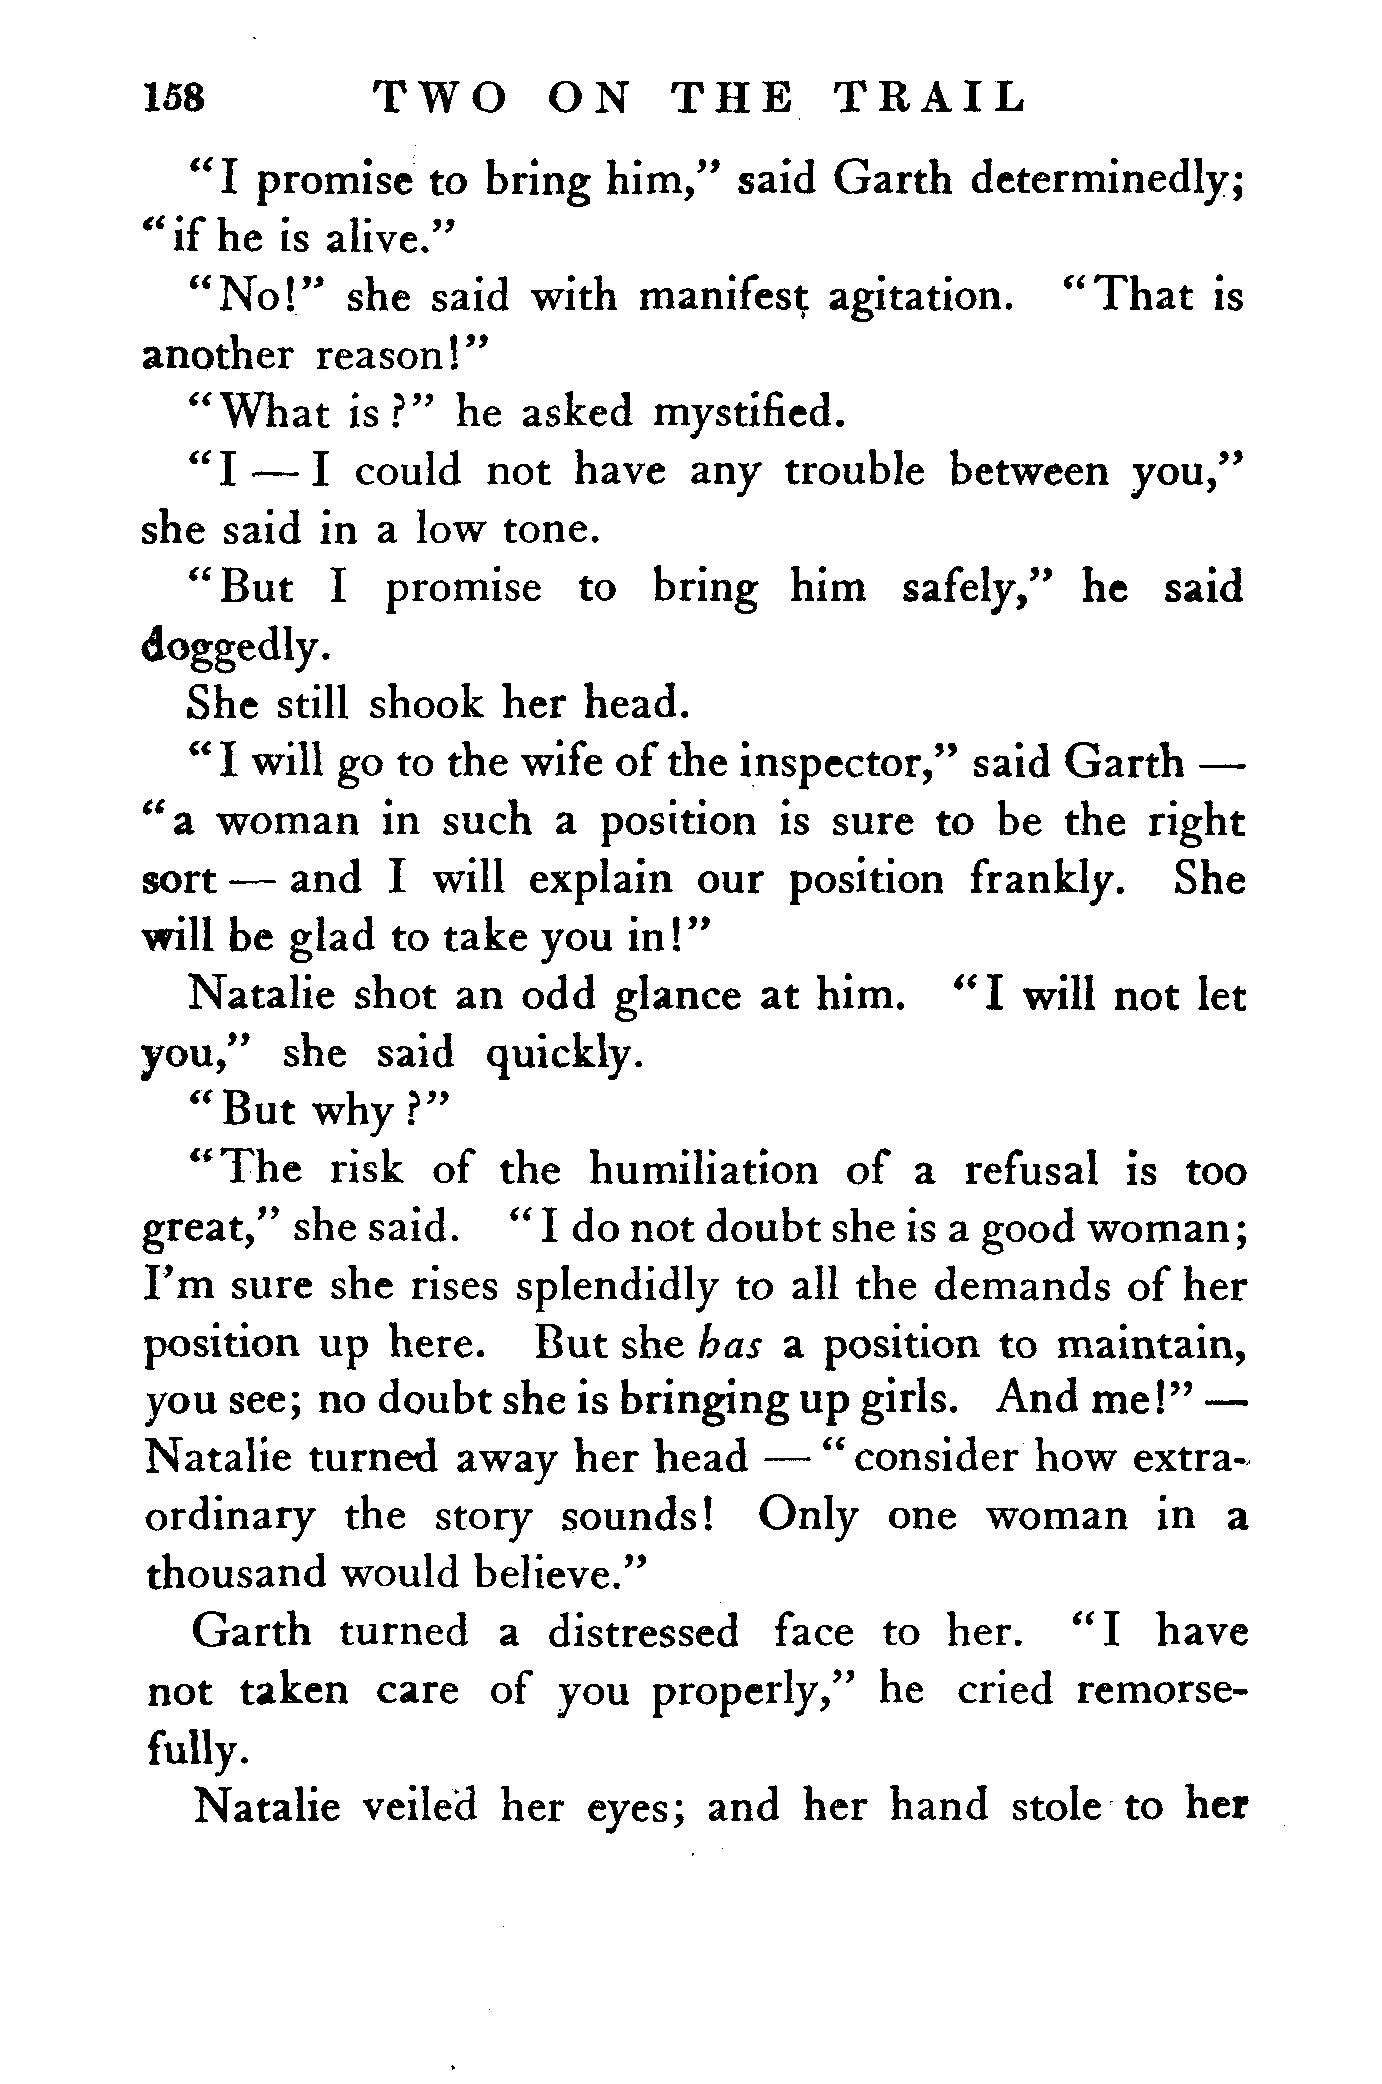 158 TWO ON THE TRAIL
"I promise to bring him," said Garth determinedly;
"if he is alive."
"No!" she said with manifest agitation. "That is
another reason!"
"What is?" he asked mystified.
"I — I could not have any trouble between you,"
she said in a low tone.
"But I promise to bring him safely," he said
doggedly.
She still shook her head.
"I will go to the wife of the inspector," said Garth —
"a woman in such a position is sure to be the right
sort — and I will explain our position frankly. She
will be glad to take you in!"
Natalie shot an odd glance at him. "I will not let
you," she said quickly.
"But why?"
"The risk of the humiliation of a refusal is too
great," she said. "I do not doubt she is a good woman;
I'm sure she rises splendidly to all the demands of her
position up here. But she has a position to maintain,
you see; no doubt she is bringing up girls. And me!" —
Natalie turned away her head — "consider how extra-
ordinary the story sounds! Only one woman in a
thousand would believe."
Garth turned a distressed face to her. "I have
not taken care of you properly," he cried remorse-
fully.
Natalie veiled her eyes; and her hand stole to her